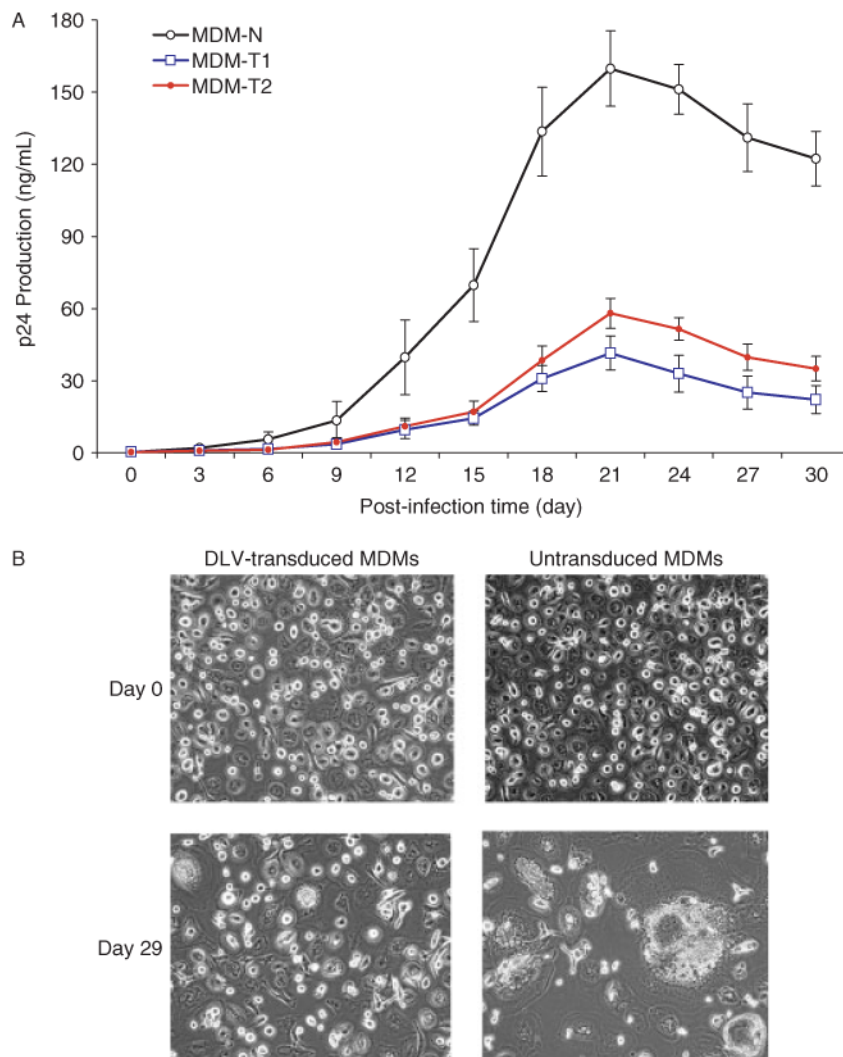 A
180
150
120
90
60
30
0
p24 Production (ng/mL)
MDM-N
MDM-T1
MDM-T2
0 3 6 9 12 15 18 21 24 27 30
Post-infection time (day)
B
DLV-transduced MDMs Untransduced MDMs
Day 0
Day 29